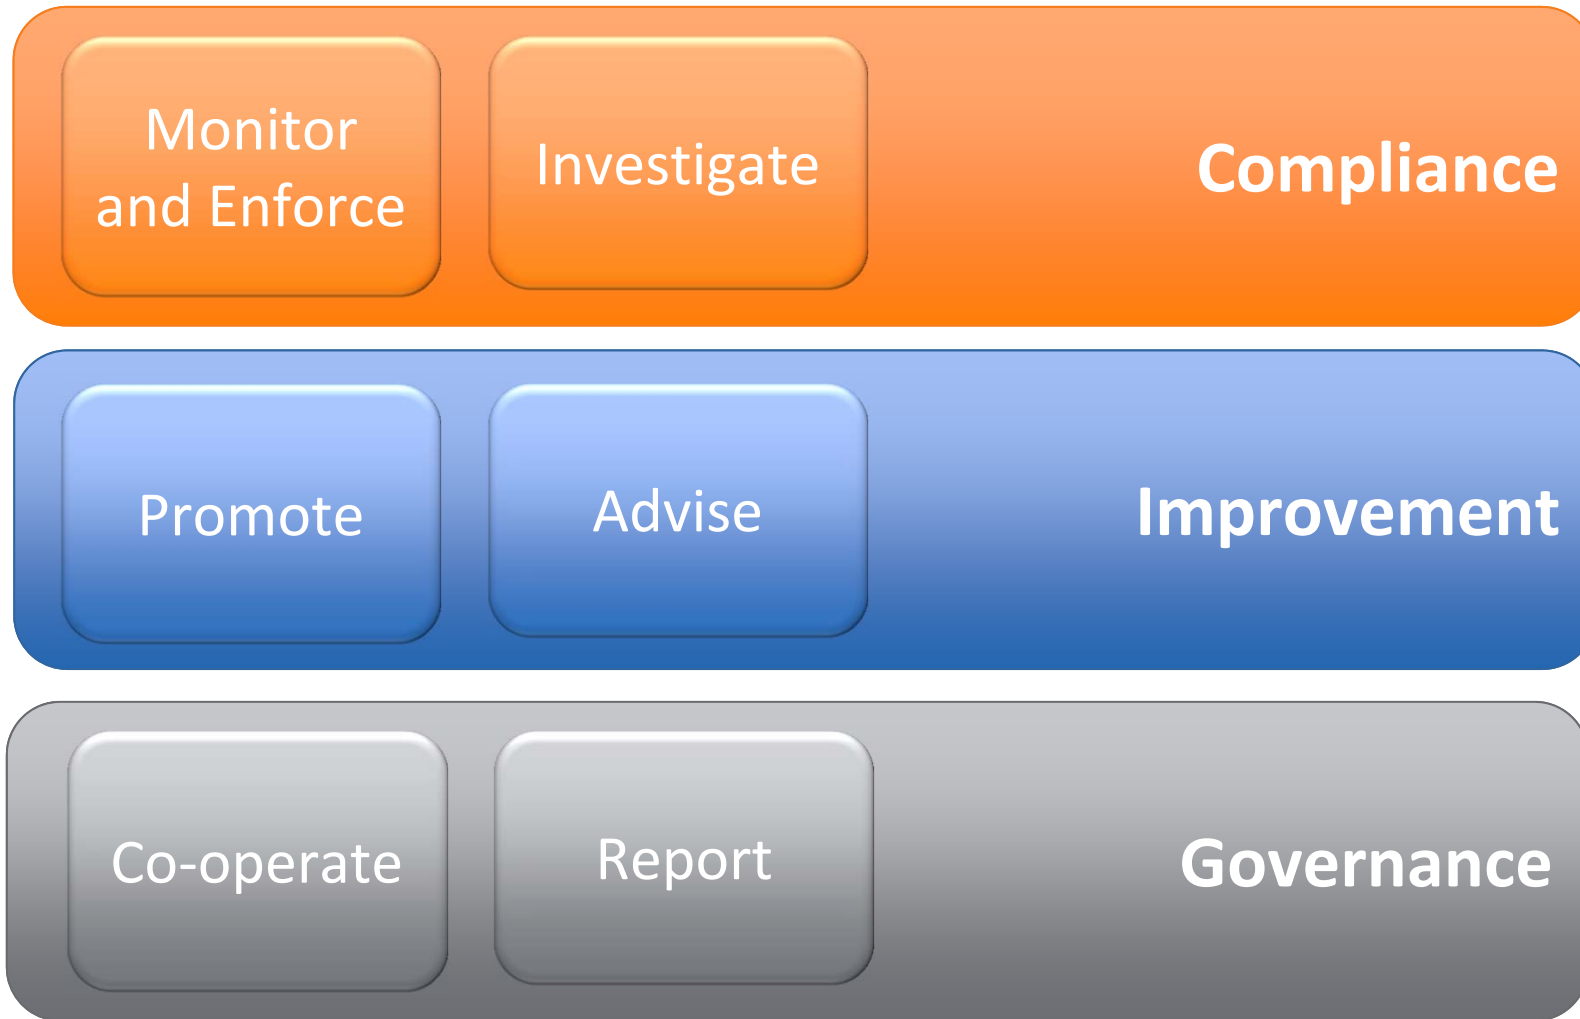 Monitor
and Enforce
Investigate
Compliance
Promote
Advise
Improvement
Co-operate
Report
Governance